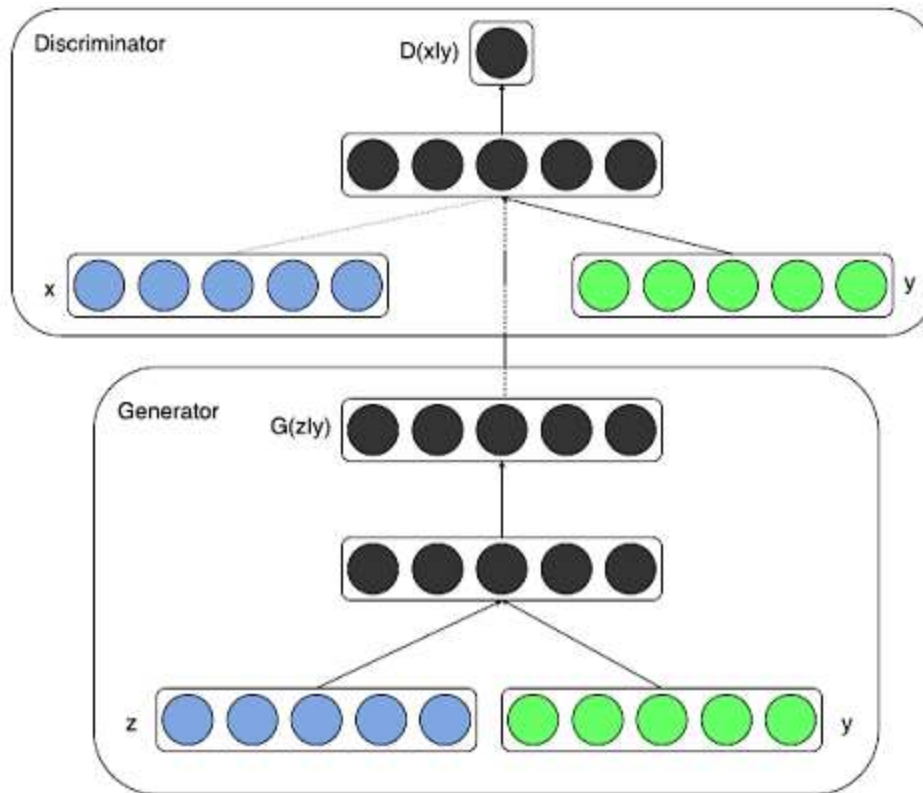 Discriminator
D(x|y)
x
y
Generator
G(z|y)
z
y